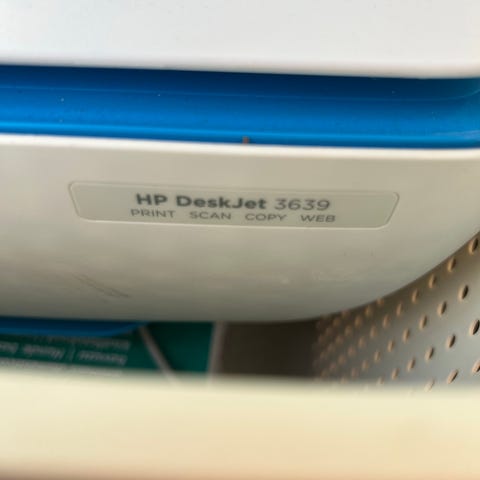 HP DeskJet 3639
PRINT SCAN COPY WEB